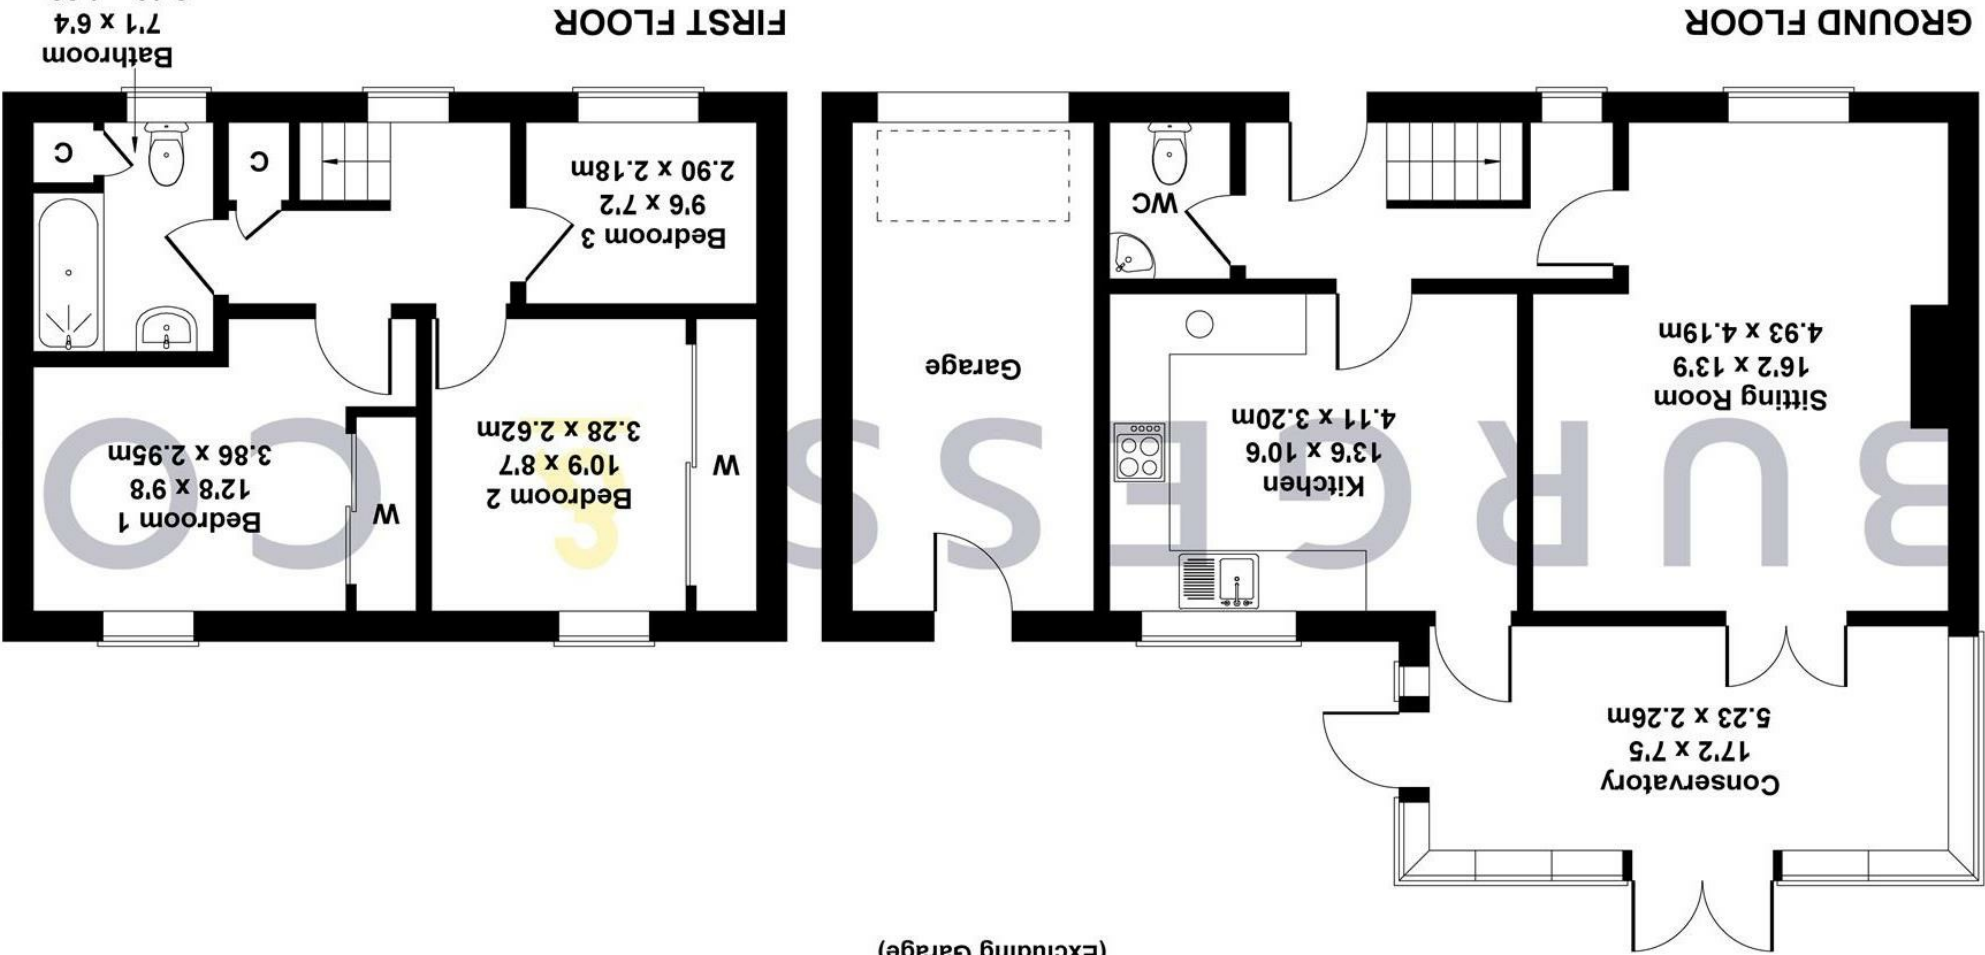 (Excluding Garage)
Conservatory
17'2 x 7'5
5.23 x 2.26m
Sitting Room
16'2 x 13'9
4.93 x 4.19m
Kitchen
13'6 x 10'6
4.11 x 3.20m
Garage
WC
GROUND FLOOR
W
Bedroom 2
10'9 x 8'7
3.28 x 2.62m
W
Bedroom 1
12'8 x 9'8
3.86 x 2.95m
Bedroom 3
9'6 x 7'2
2.90 x 2.18m
C
C
Bathroom
7'1 x 6'4
FIRST FLOOR
BURGESS & CO